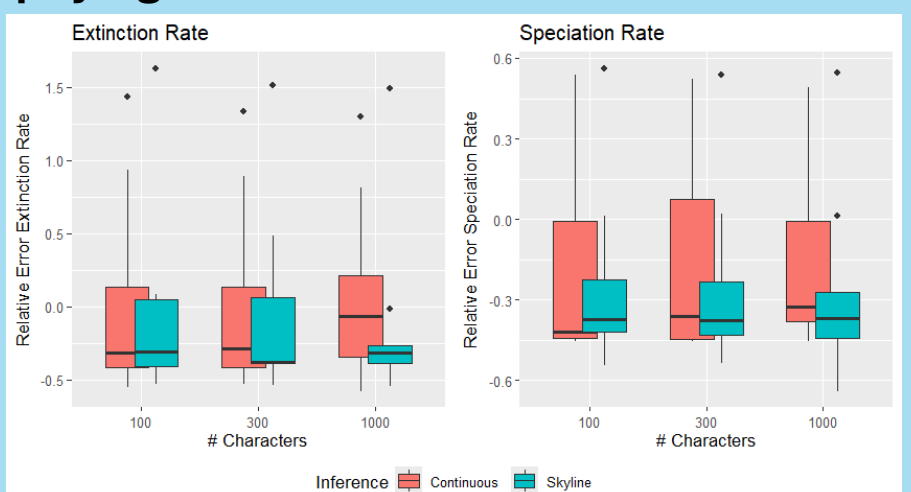 Extinction Rate
Speciation Rate
Relative Error Extinction Rate
1.5
1.0
0.5
0.0
-0.5
100
300
1000
# Characters
Relative Error Speciation Rate
0.6
0.3
0.0
-0.3
-0.6
100
300
1000
# Characters
Inference Continuous Skyline